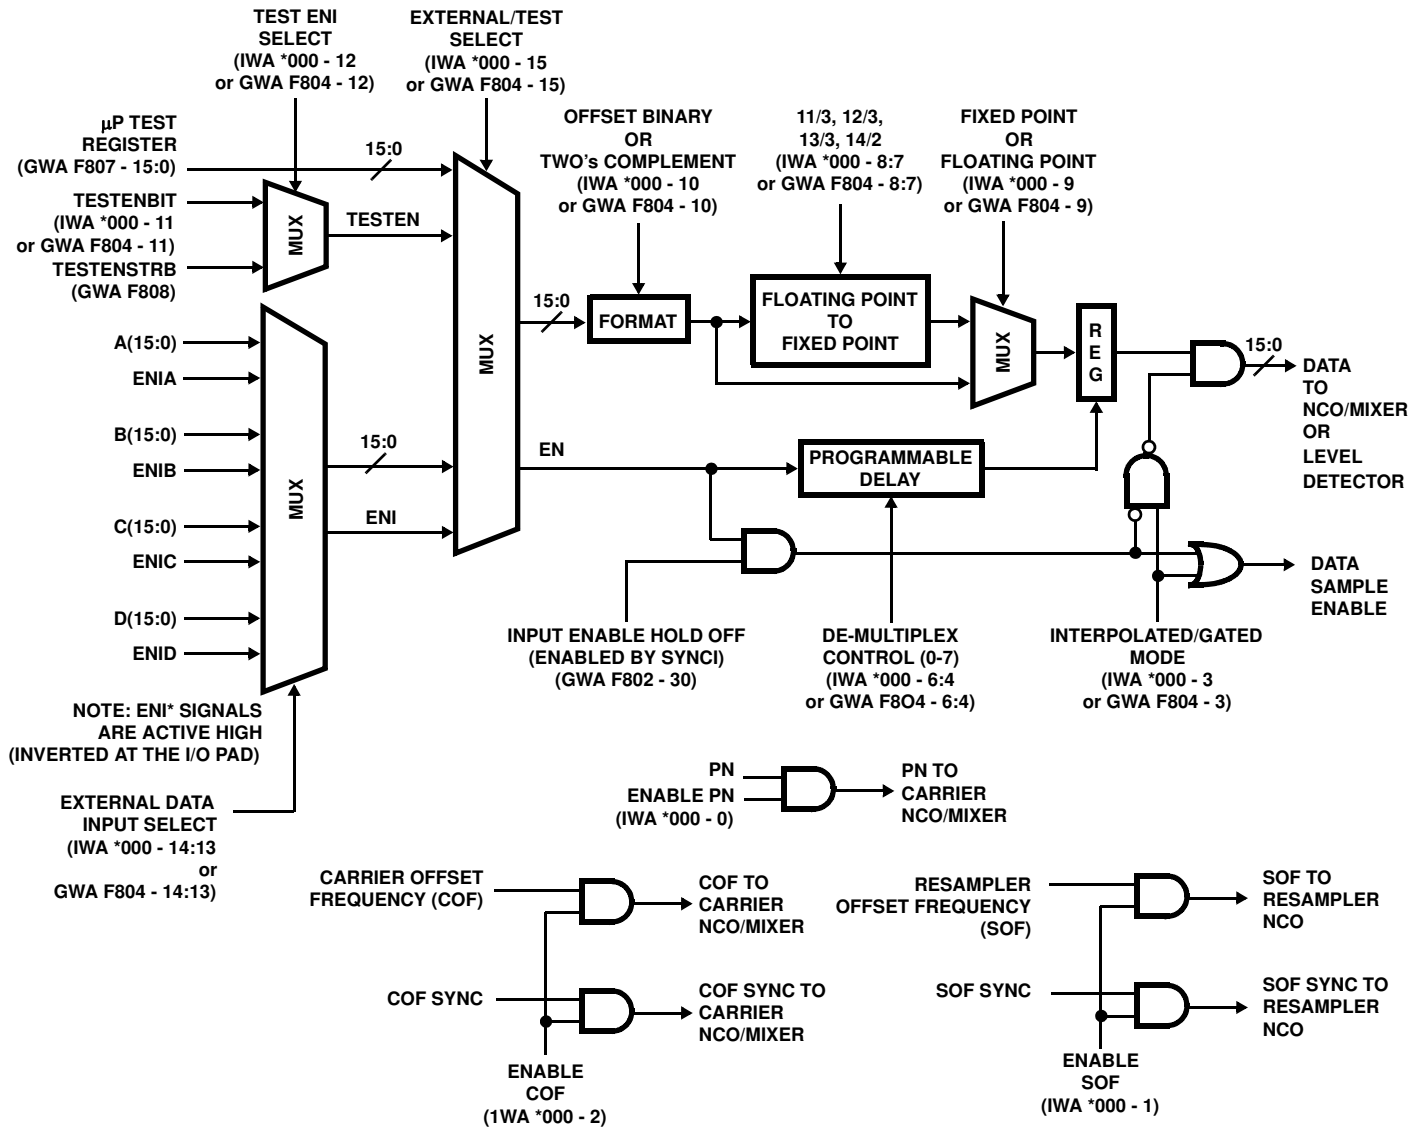 TEST ENI
SELECT
(IWA *000 - 12
or GWA F804 - 12)
EXTERNAL/TEST
SELECT
(IWA *000 - 15
or GWA F804 - 15)
µP TEST
REGISTER
(GWA F807 - 15:0)
15:0
TESTENBIT
(IWA *000 - 11
or GWA F804 - 11)
TESTENSTRB
(GWA F808)
MUX
TESTEN
OFFSET BINARY
OR
TWO's COMPLEMENT
(IWA *000 - 10
or GWA F804 - 10)
11/3, 12/3,
13/3, 14/2
(IWA *000 - 8:7
or GWA F804 - 8:7)
FIXED POINT
OR
FLOATING POINT
(IWA *000 - 9
or GWA F804 - 9)
A(15:0)
ENIA
B(15:0)
ENIB
C(15:0)
ENIC
D(15:0)
ENID
MUX
15:0
ENI
MUX
15:0
FORMAT
FLOATING POINT
TO
FIXED POINT
MUX
R
E
G
15:0
DATA
TO
NCO/MIXER
OR
LEVEL
DETECTOR
EN
PROGRAMMABLE
DELAY
DATA
SAMPLE
ENABLE
INPUT ENABLE HOLD OFF
(ENABLED BY SYNCI)
(GWA F802 - 30)
DE-MULTIPLEX
CONTROL (0-7)
(IWA *000 - 6:4
or GWA F8O4 - 6:4)
INTERPOLATED/GATED
MODE
(IWA *000 - 3
or GWA F804 - 3)
NOTE: ENI* SIGNALS
ARE ACTIVE HIGH
(INVERTED AT THE I/O PAD)
EXTERNAL DATA
INPUT SELECT
(IWA *000 - 14:13
or
GWA F804 - 14:13)
PN
ENABLE PN
(IWA *000 - 0)
PN TO
CARRIER
NCO/MIXER
CARRIER OFFSET
FREQUENCY (COF)
COF TO
CARRIER
NCO/MIXER
COF SYNC
COF SYNC TO
CARRIER
NCO/MIXER
ENABLE
COF
(1WA *000 - 2)
RESAMPLER
OFFSET FREQUENCY
(SOF)
SOF TO
RESAMPLER
NCO
SOF SYNC
SOF SYNC TO
RESAMPLER
NCO
ENABLE
SOF
(IWA *000 - 1)